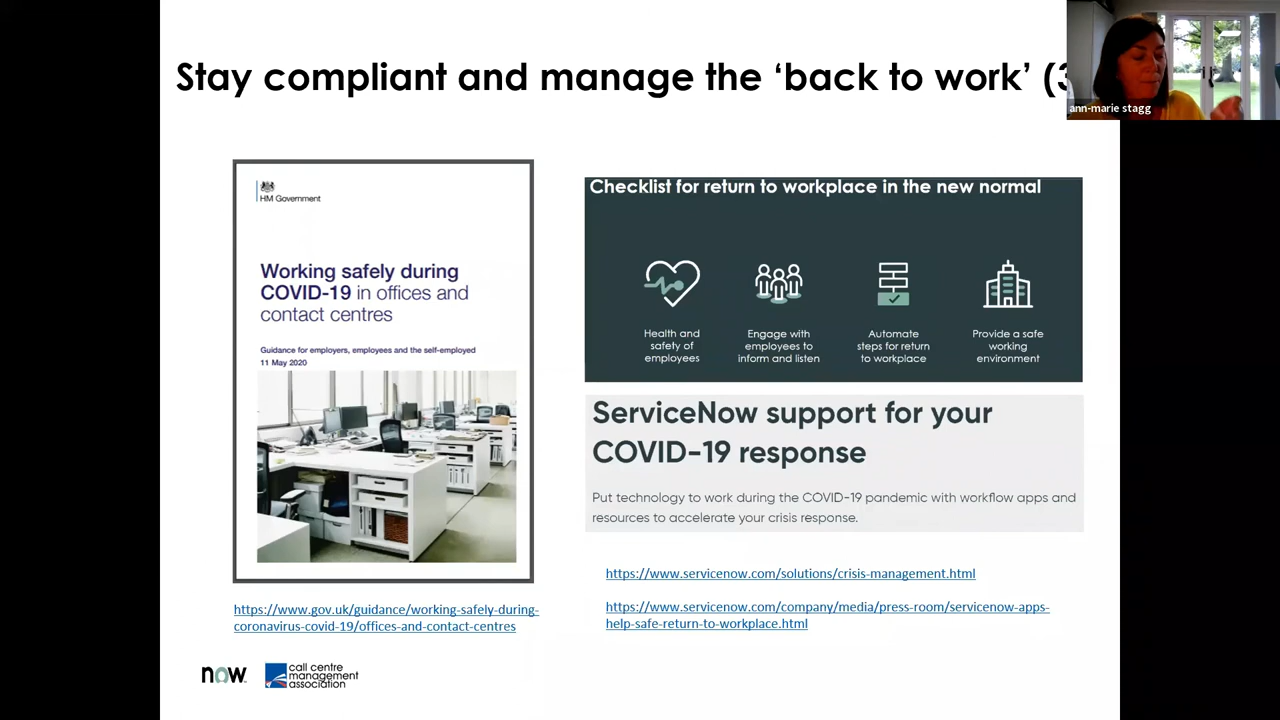 Stay compliant and manage the ‘back to work’ (3
ann-marie stagg
HM Government
Working safely during
COVID-19 in offices and
contact centres
Guidance for employers, employees and the self-employed
11 May 2020
https://www.gov.uk/guidance/working-safely-during-
coronavirus-covid-19/offices-and-contact-centres
Checklist for return to workplace in the new normal
Health and
safety of
employees
Engage with
employees to
inform and listen
Automate
steps for return
to workplace
Provide a safe
working
environment
ServiceNow support for your
COVID-19 response
Put technology to work during the COVID-19 pandemic with workflow apps and
resources to accelerate your crisis response.
https://www.servicenow.com/solutions/crisis-management.html
https://www.servicenow.com/company/media/press-room/servicenow-apps-
help-safe-return-to-workplace.html
now.
call centre
management
association